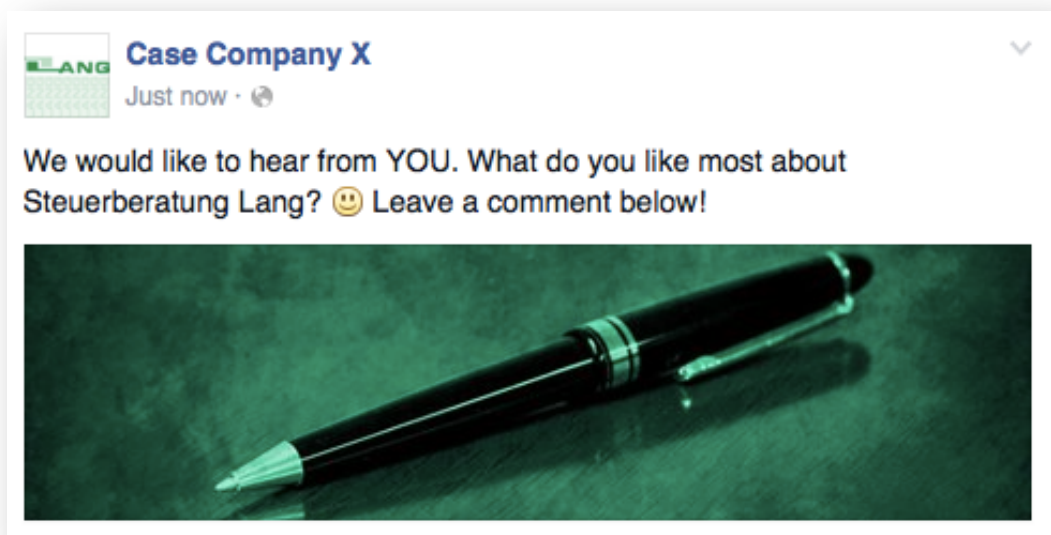 LANG
Case Company X
Just now ·
We would like to hear from YOU. What do you like most about
Steuerberatung Lang? 🙂 Leave a comment below!